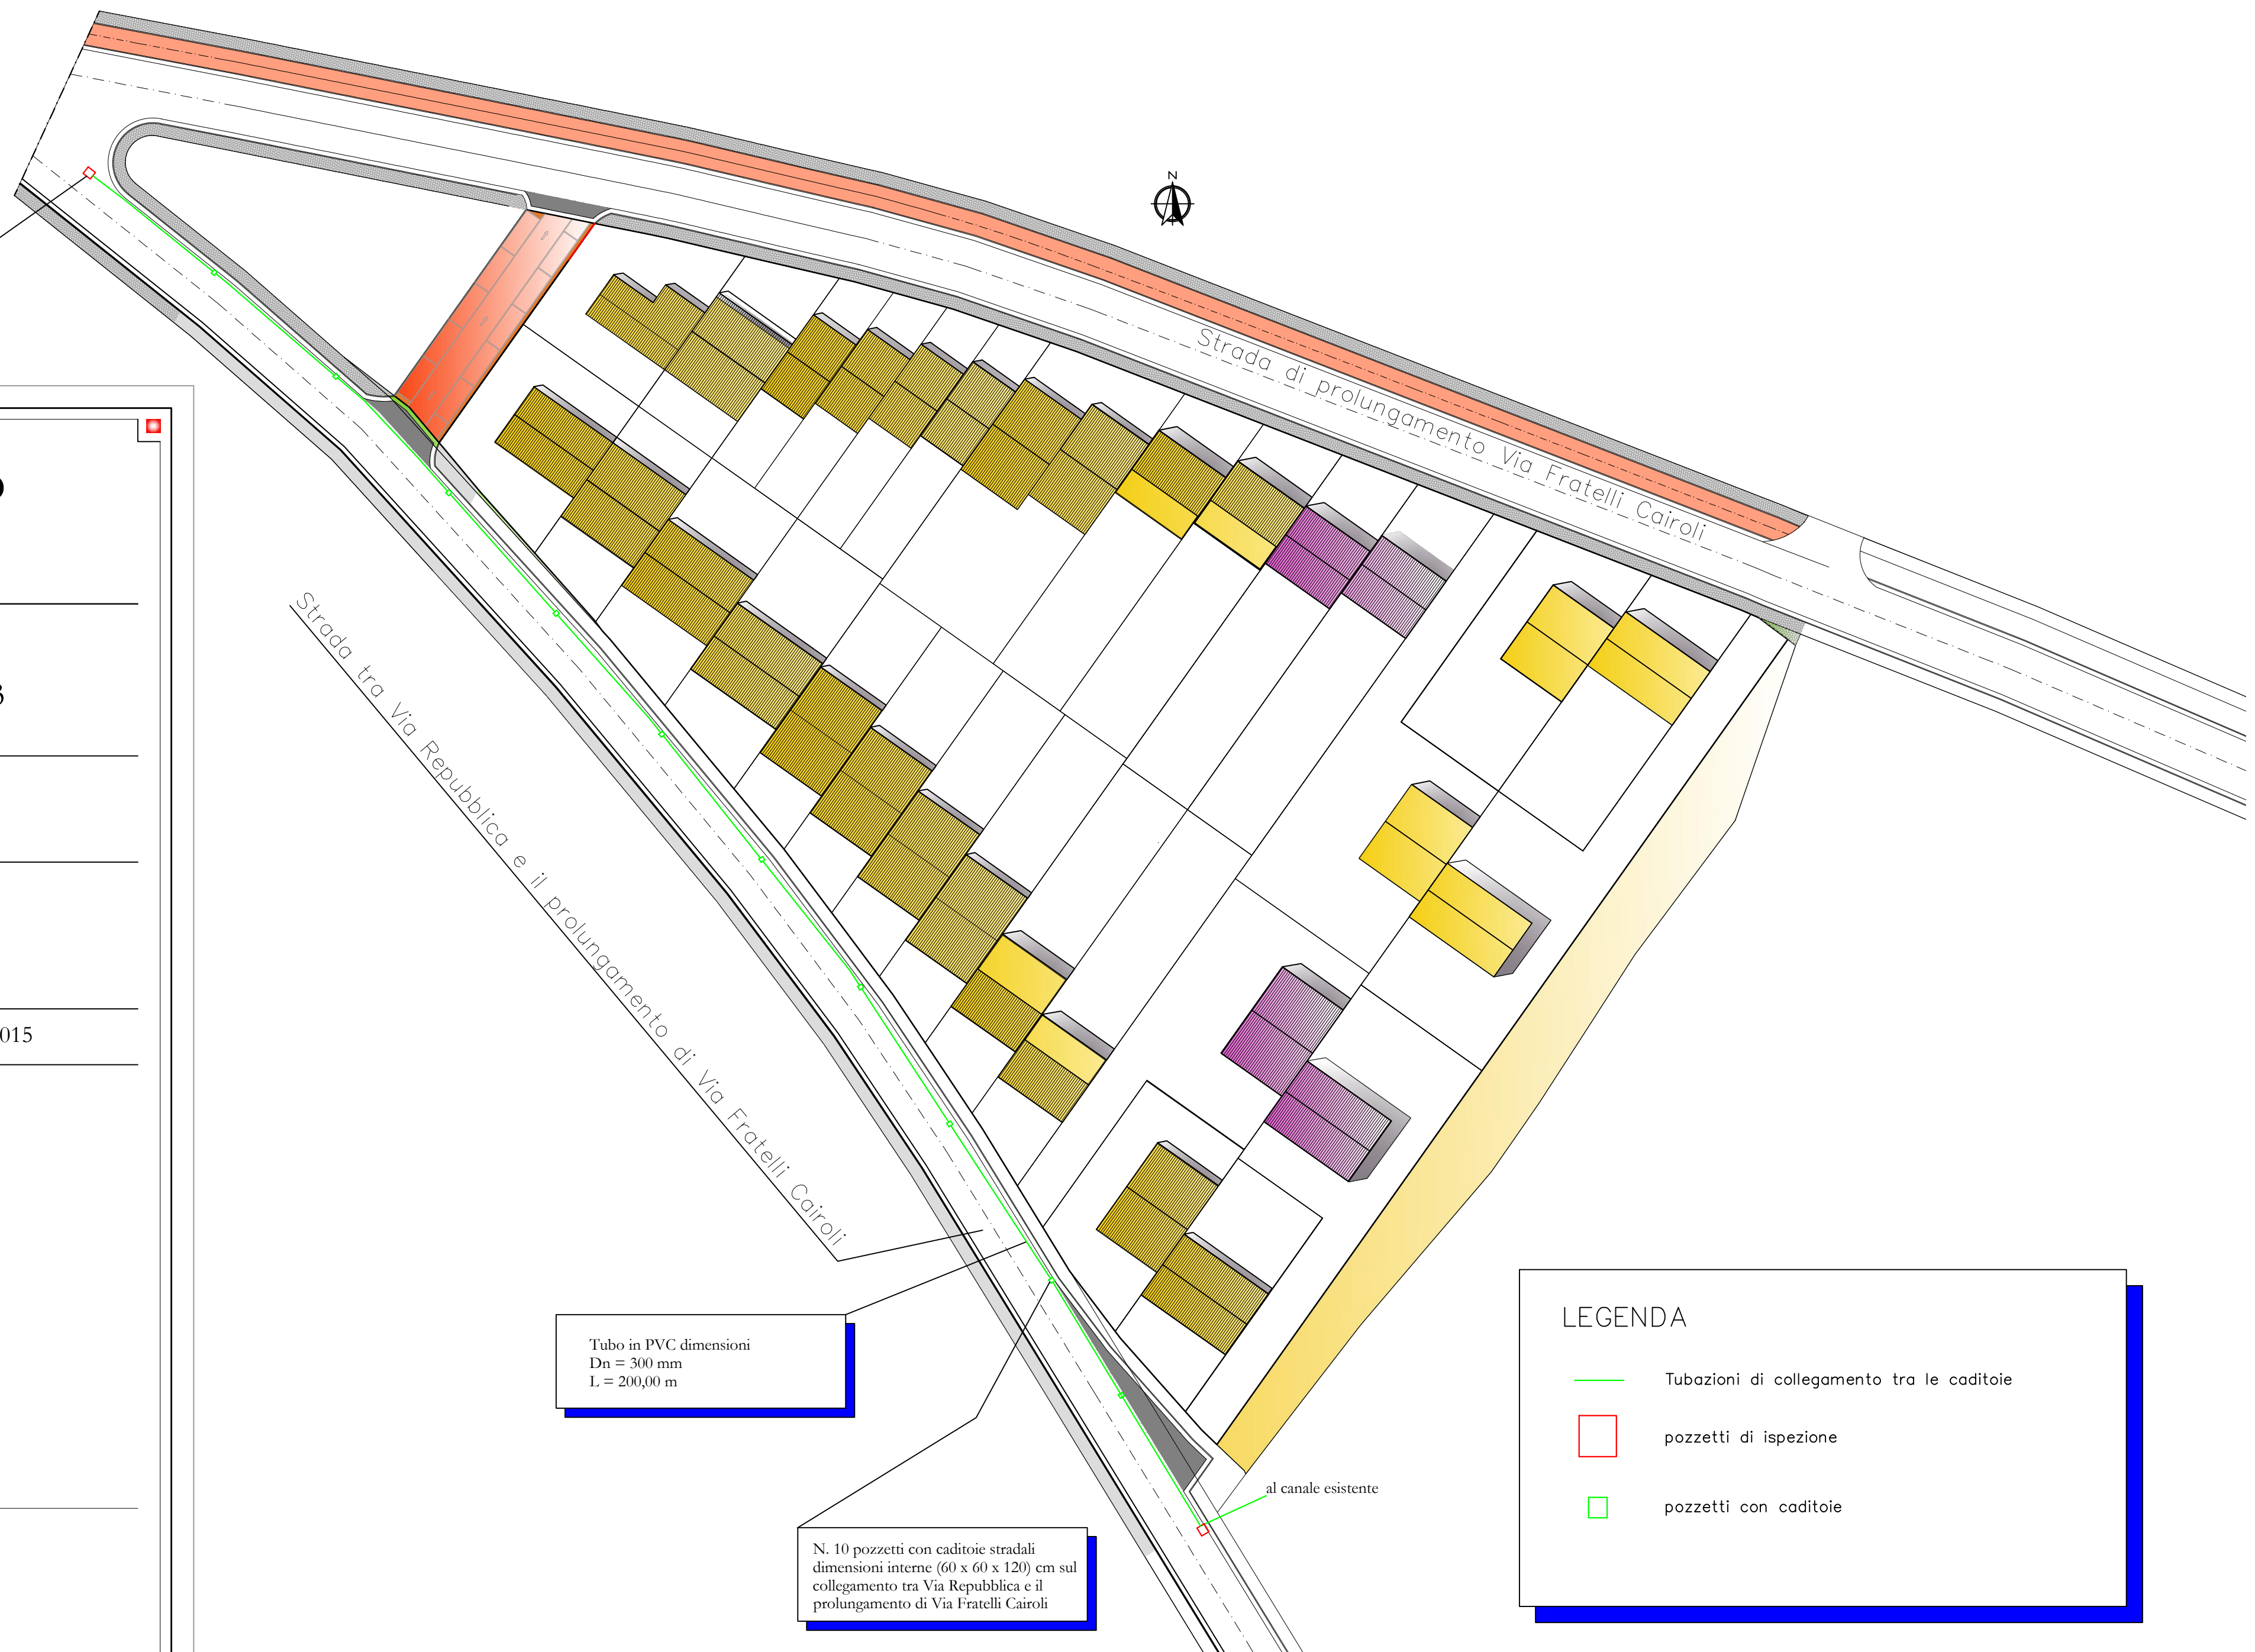 N
Strada di prolungamento Via Fratelli Cairoli
Strada tra Via Repubblica e il prolungamento di Via Fratelli Cairoli
015
Tubo in PVC dimensioni
Dn = 300 mm
L = 200,00 m
N. 10 pozzetti con caditoie stradali
dimensioni interne (60 x 60 x 120) cm sul
collegamento tra Via Repubblica e il
prolungamento di Via Fratelli Cairoli
al canale esistente
LEGENDA
Tubazioni di collegamento tra le caditoie
pozzetti di ispezione
pozzetti con caditoie